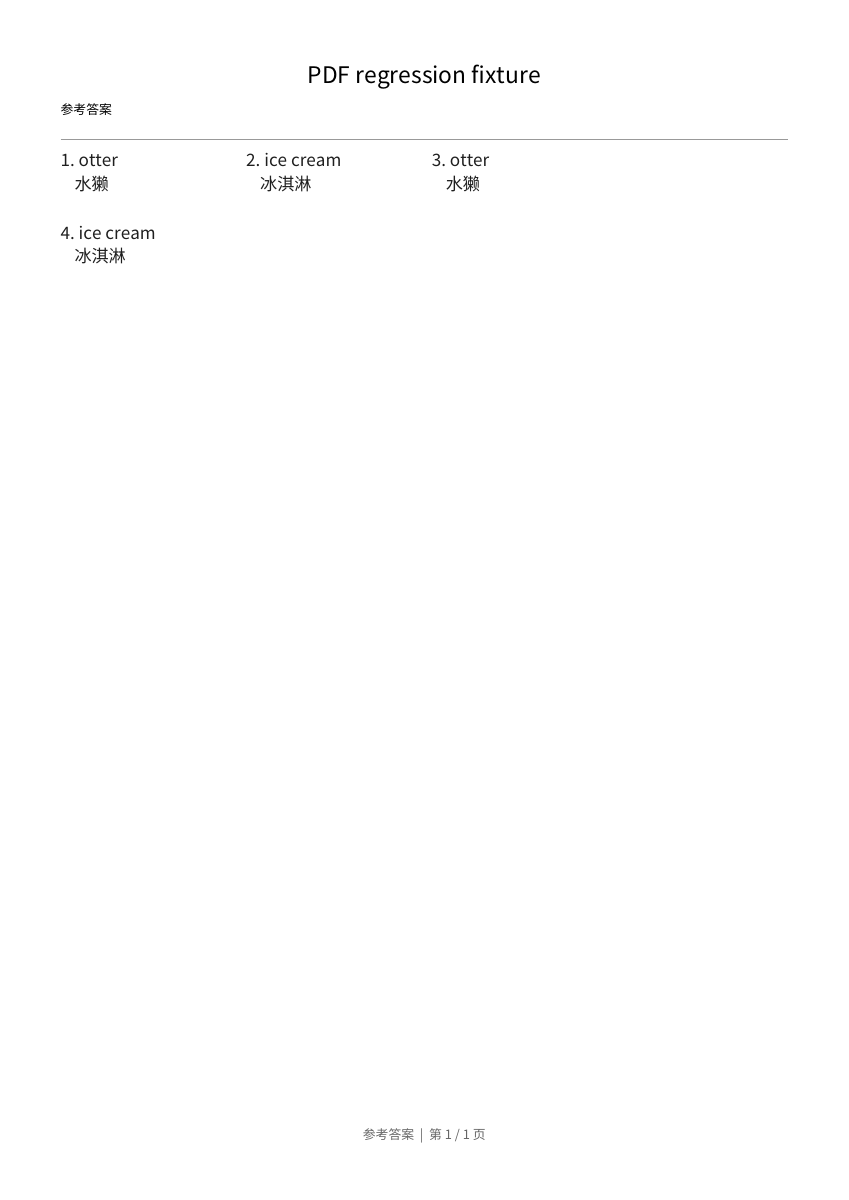 PDF regression fixture
参考答案
1. otter
水獭
2. ice cream
冰淇淋
3. otter
水獭
4. ice cream
冰淇淋
参考答案 | 第 1 / 1 页